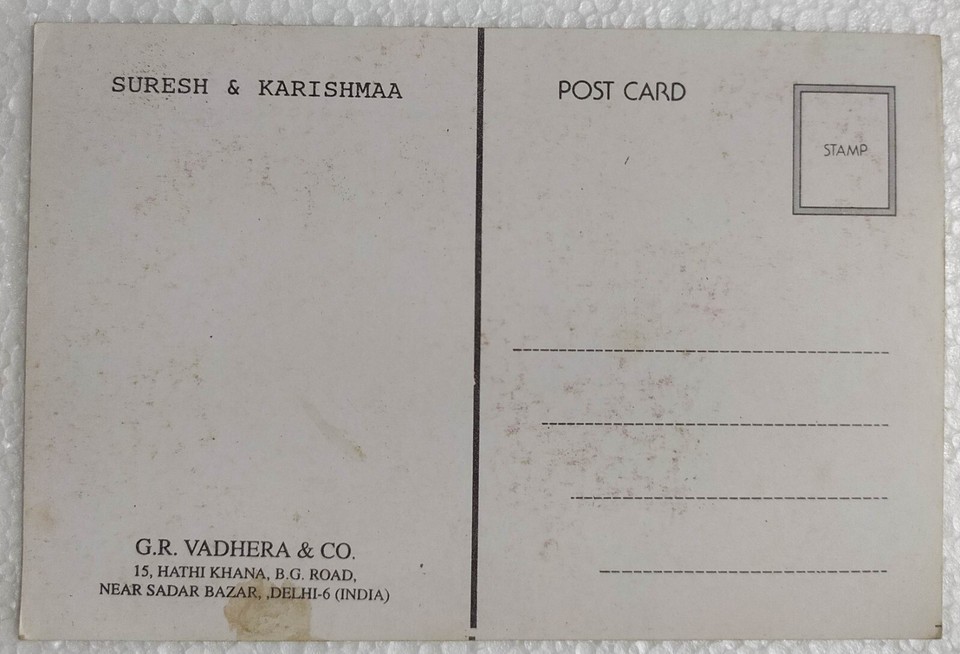 SURESH & KARISHMAA
POST CARD
STAMP
G.R. VADHERA & CO.
15, HATHI KHANA, B.G. ROAD,
NEAR SADAR BAZAR, ,DELHI-6 (INDIA)